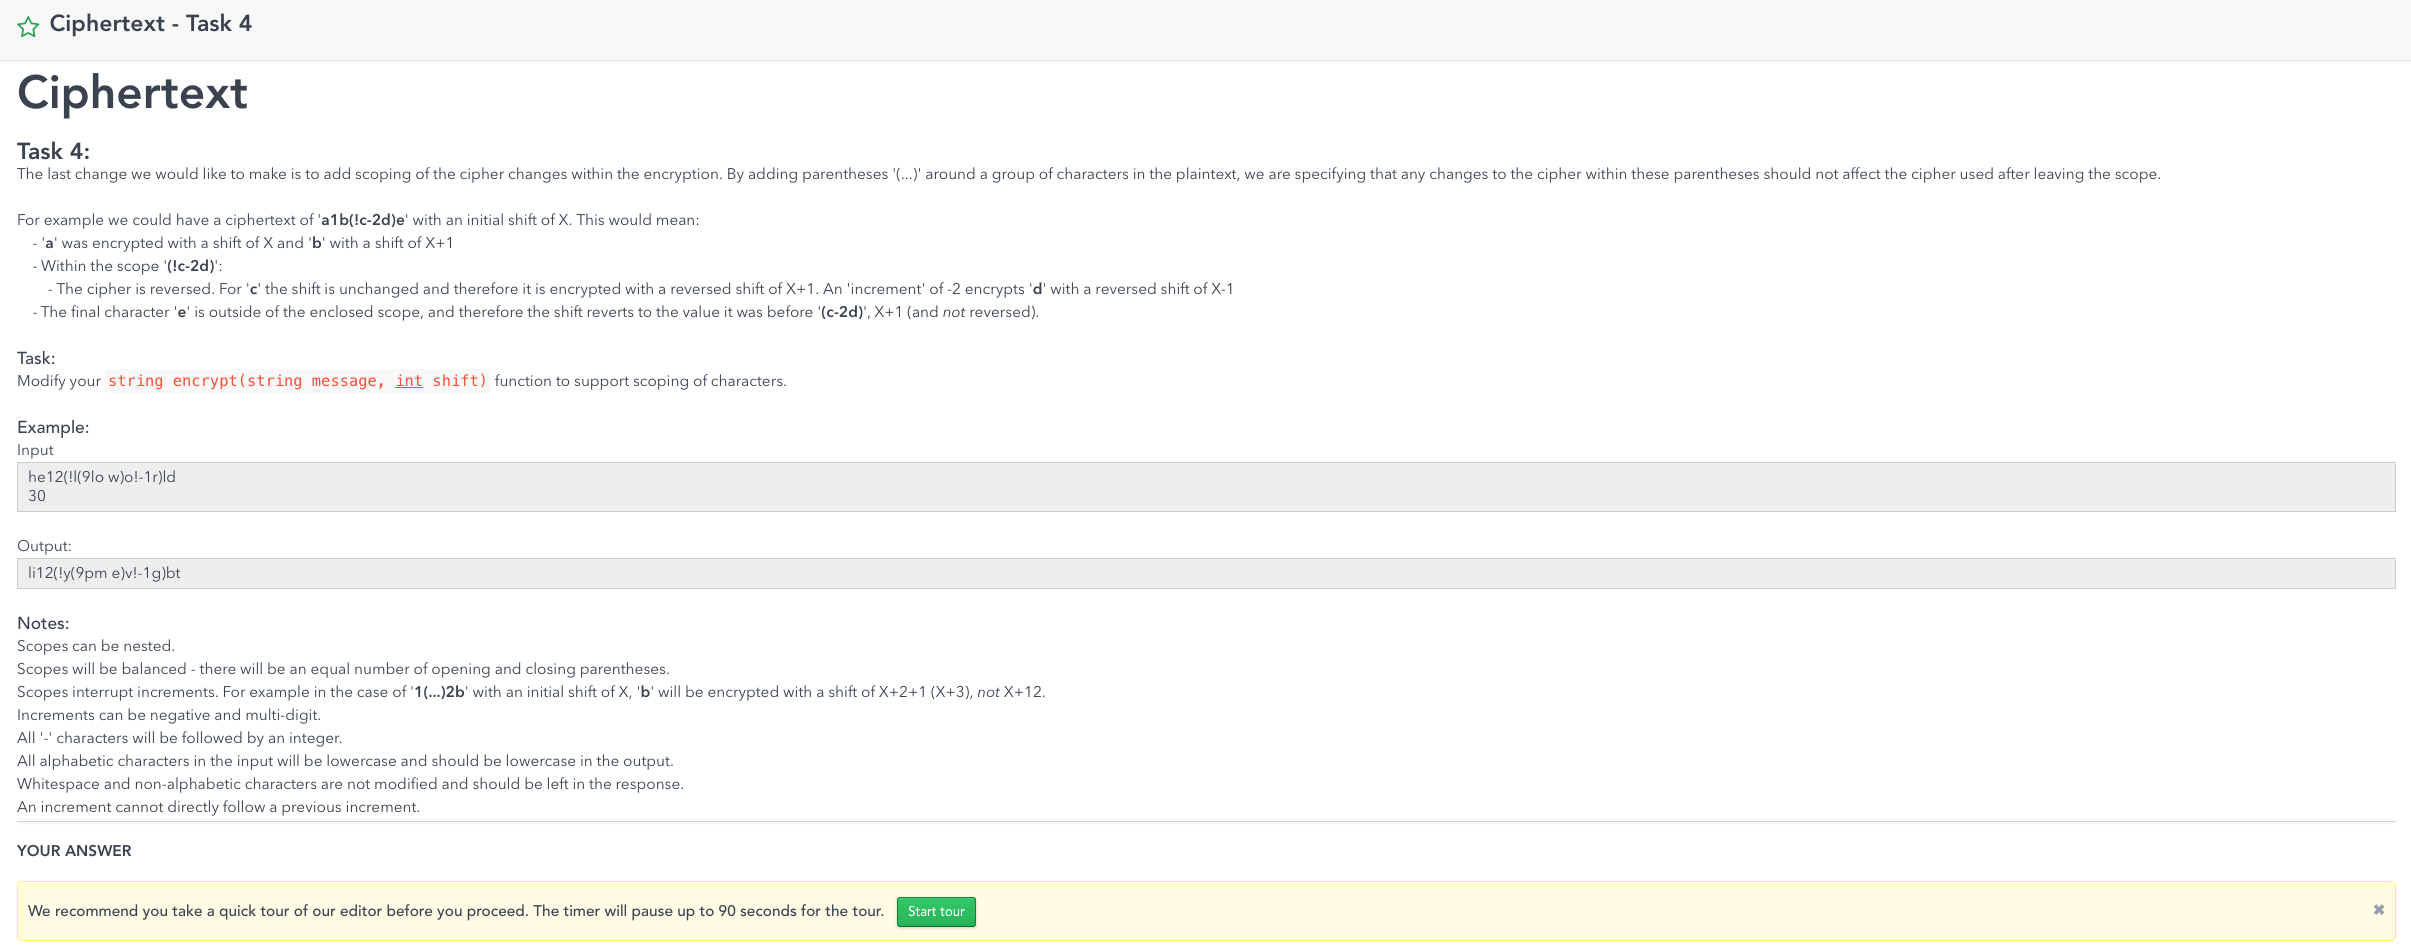 Ciphertext - Task 4
Ciphertext
Task 4:
The last change we would like to make is to add scoping of the cipher changes within the encryption. By adding parentheses '(...)' around a group of characters in the plaintext, we are specifying that any changes to the cipher within these parentheses should not affect the cipher used after leaving the scope.
For example we could have a ciphertext of 'a1b(!c-2d)e' with an initial shift of X. This would mean:
- 'a' was encrypted with a shift of X and 'b' with a shift of X+1
- Within the scope '(!c-2d)':
- The cipher is reversed. For 'c' the shift is unchanged and therefore it is encrypted with a reversed shift of X+1. An 'increment' of -2 encrypts 'd' with a reversed shift of X-1
- The final character 'e' is outside of the enclosed scope, and therefore the shift reverts to the value it was before '(c-2d)', X+1 (and not reversed).
Task:
Modify your string encrypt(string message, int shift) function to support scoping of characters.
Example:
Input
he12(!l(9lo w)o!-1r)ld
30
Output:
li12(!y(9pm e)v!-1g)bt
Notes:
Scopes can be nested.
Scopes will be balanced - there will be an equal number of opening and closing parentheses.
Scopes interrupt increments. For example in the case of '1(...)2b' with an initial shift of X, 'b' will be encrypted with a shift of X+2+1 (X+3), not X+12.
Increments can be negative and multi-digit.
All '-' characters will be followed by an integer.
All alphabetic characters in the input will be lowercase and should be lowercase in the output.
Whitespace and non-alphabetic characters are not modified and should be left in the response.
An increment cannot directly follow a previous increment.
YOUR ANSWER
We recommend you take a quick tour of our editor before you proceed. The timer will pause up to 90 seconds for the tour. Start tour